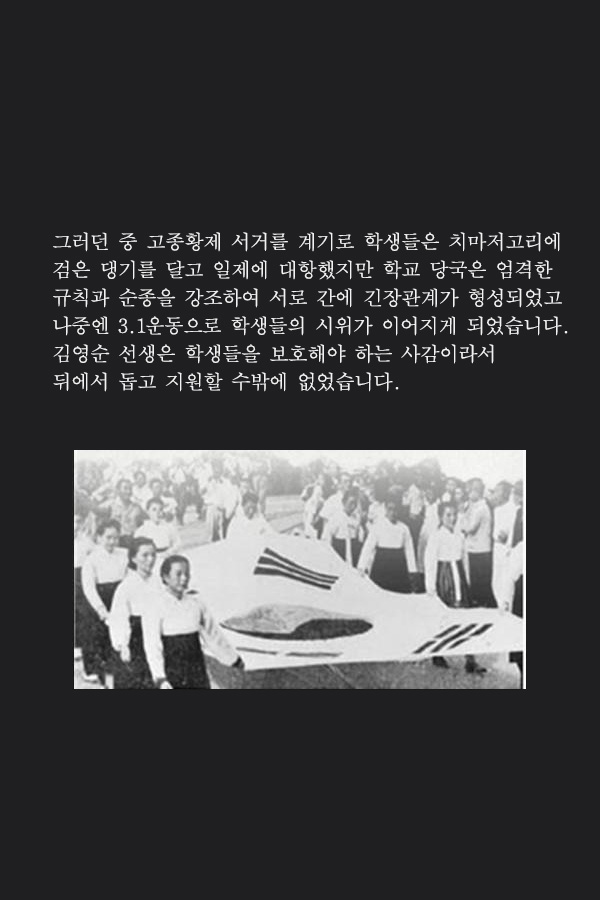 그러던 중 고종황제 서거를 계기로 학생들은 치마저고리에
검은 댕기를 달고 일제에 대항했지만 학교 당국은 엄격한
규칙과 순종을 강조하여 서로 간에 긴장관계가 형성되었고
나중엔 3.1운동으로 학생들의 시위가 이어지게 되었습니다.
김영순 선생은 학생들을 보호해야 하는 사감이라서
뒤에서 돕고 지원할 수밖에 없었습니다.